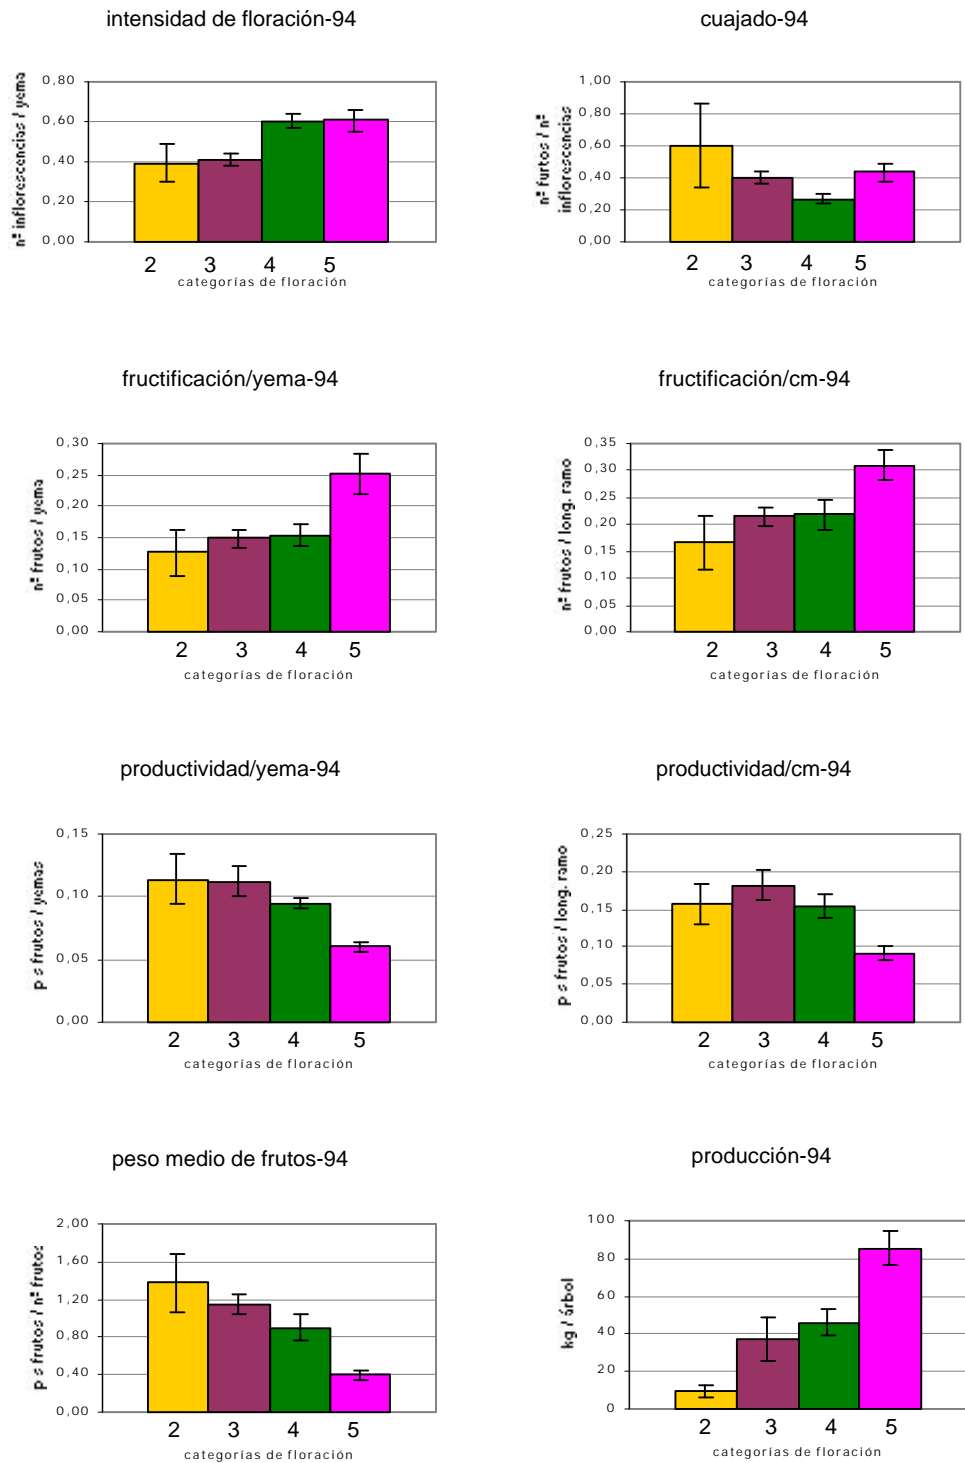 intensidad de floración-94
nº inflorescencias / yema
0,80
0,60
0,40
0,20
0,00
2 3 4 5
categorías de floración
cuajado-94
nº furtos / nº
inflorescencias
1,00
0,80
0,60
0,40
0,20
0,00
2 3 4 5
categorías de floración
fructificación/yema-94
nº frutos / yema
0,30
0,25
0,20
0,15
0,10
0,05
0,00
2 3 4 5
categorías de floración
fructificación/cm-94
nº frutos / long. ramo
0,35
0,30
0,25
0,20
0,15
0,10
0,05
0,00
2 3 4 5
categorías de floración
productividad/yema-94
p s frutos / yemas
0,15
0,10
0,05
0,00
2 3 4 5
categorías de floración
productividad/cm-94
p s frutos / long. ramo
0,25
0,20
0,15
0,10
0,05
0,00
2 3 4 5
categorías de floración
peso medio de frutos-94
p s frutos / nº frutos
2,00
1,60
1,20
0,80
0,40
0,00
2 3 4 5
categorías de floración
producción-94
kg / árbol
100
80
60
40
20
0
2 3 4 5
categorías de floración